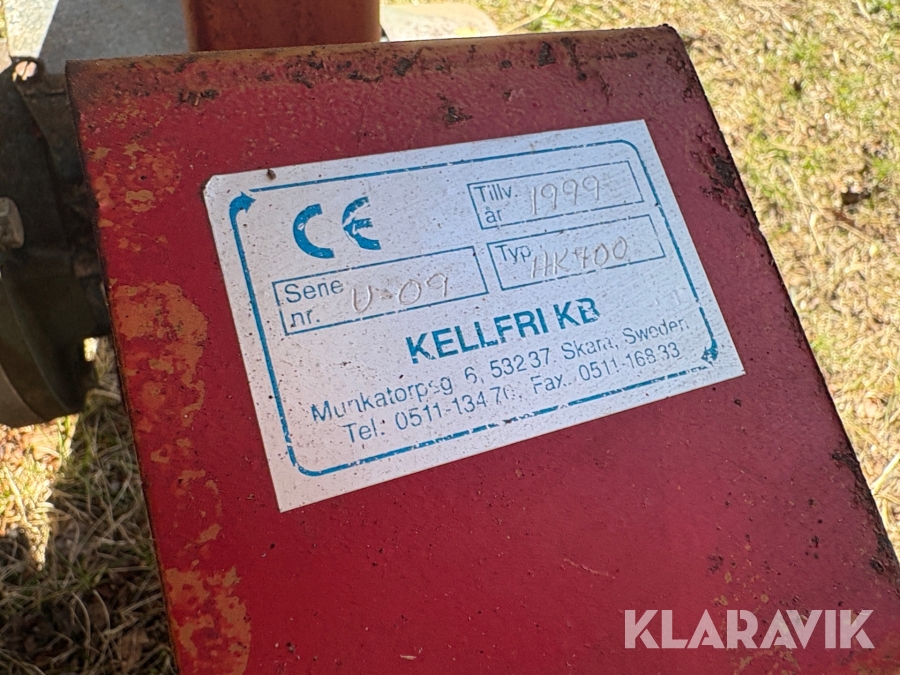 CE
Tillv. år 1999
Serie nr. U-09
Typ HK400
KELLFRI KB
Munkatorpsg 6, 532 37 Skara, Sweden
Tel.: 0511-134 70, Fax.: 0511-168 33
KLARAVIK